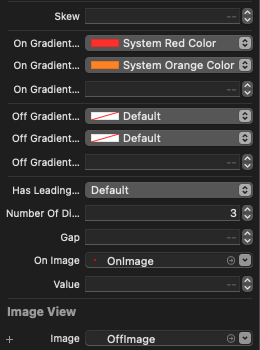 Skew --
On Gradient... System Red Color
On Gradient... System Orange Color
On Gradient... --
Off Gradient... Default
Off Gradient... Default
Off Gradient... --
Has Leading... Default
Number Of Di... 3
Gap --
On Image OnImage
Value --
Image View
+ Image OffImage